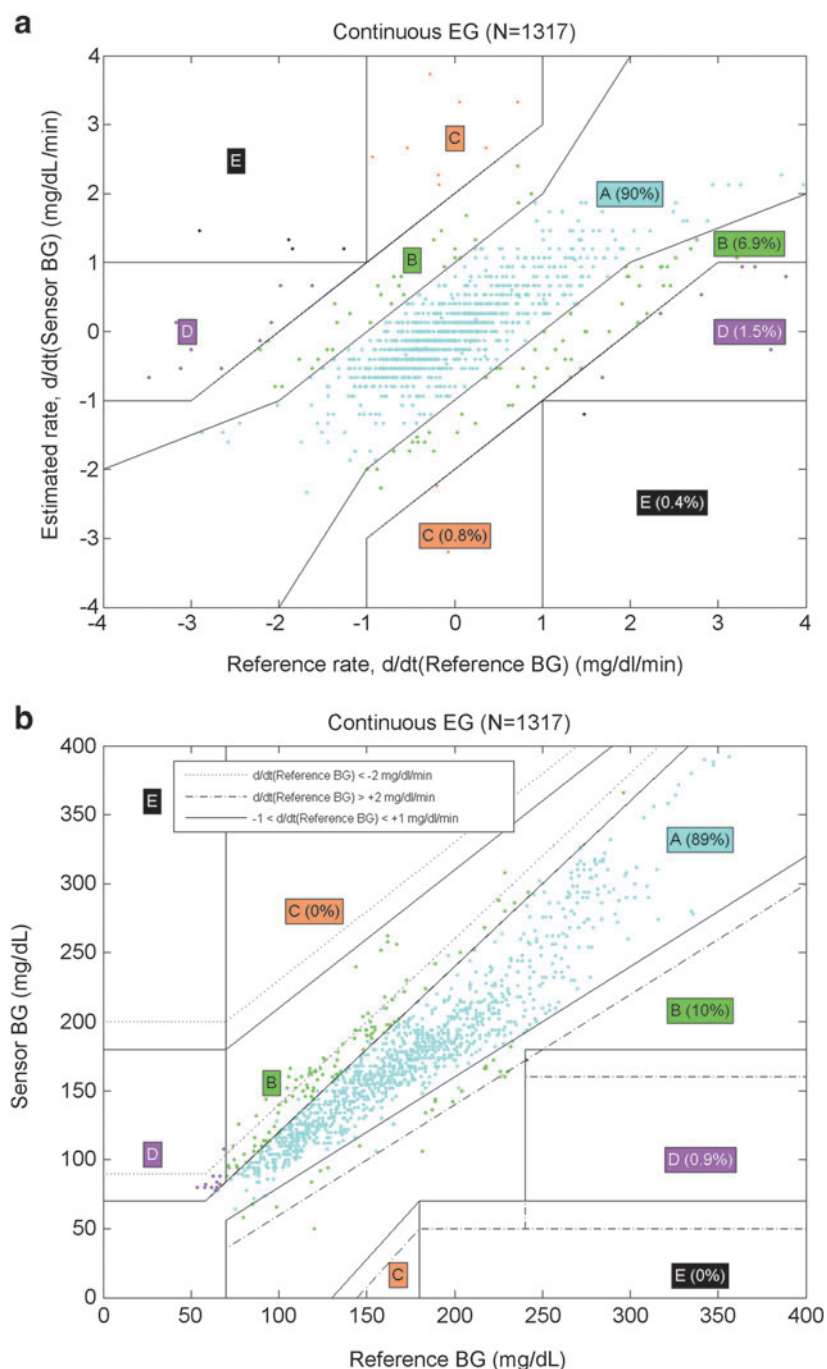 a
Continuous EG (N=1317)
4
3
2
1
0
-1
-2
-3
-4
Estimated rate, d/dt(Sensor BG) (mg/dL/min)
E
C
A (90%)
B
B (6.9%)
D
D (1.5%)
E (0.4%)
C (0.8%)
-4
-3
-2
-1
0
1
2
3
4
Reference rate, d/dt(Reference BG) (mg/dl/min)
b
Continuous EG (N=1317)
400
350
300
250
200
150
100
50
0
Sensor BG (mg/dL)
d/dt(Reference BG) < -2 mg/dl/min
d/dt(Reference BG) > +2 mg/dl/min
-1 < d/dt(Reference BG) < +1 mg/dl/min
E
A (89%)
C (0%)
B (10%)
B
D
D (0.9%)
C
E (0%)
0
50
100
150
200
250
300
350
400
Reference BG (mg/dL)